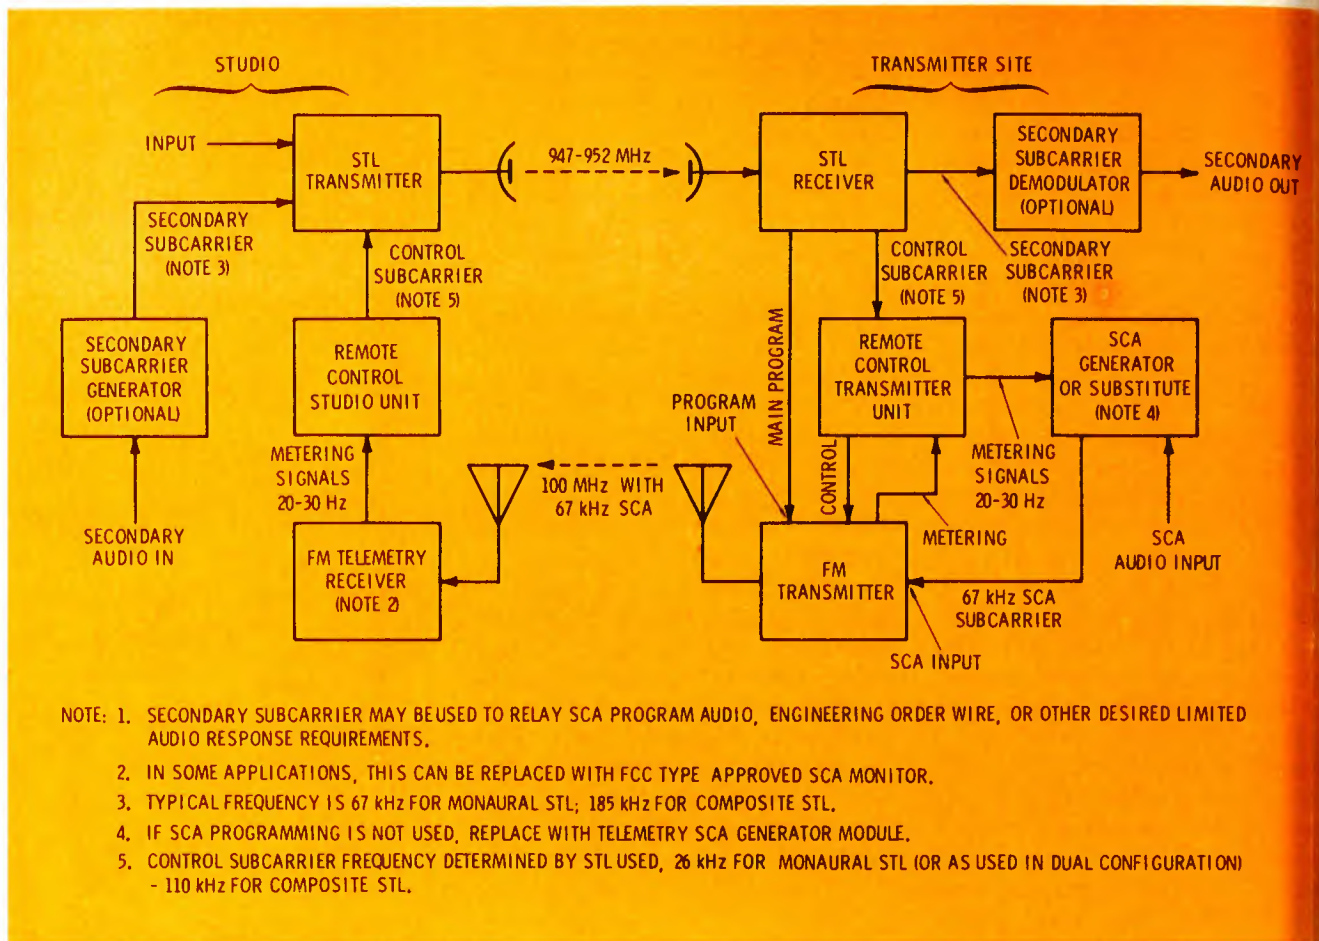 STUDIO
TRANSMITTER SITE
INPUT
STL
TRANSMITTER
947-952 MHz
STL
RECEIVER
SECONDARY
SUBCARRIER
DEMODULATOR
(OPTIONAL)
SECONDARY
AUDIO OUT
SECONDARY
SUBCARRIER
(NOTE 3)
CONTROL
SUBCARRIER
(NOTE 5)
CONTROL
SUBCARRIER
(NOTE 5)
SECONDARY
SUBCARRIER
(NOTE 3)
SECONDARY
SUBCARRIER
GENERATOR
(OPTIONAL)
REMOTE
CONTROL
STUDIO UNIT
MAIN PROGRAM
REMOTE
CONTROL
TRANSMITTER
UNIT
SCA
GENERATOR
OR SUBSTITUTE
(NOTE 4)
PROGRAM
INPUT
METERING
SIGNALS
20-30 Hz
100 MHz WITH
67 kHz SCA
CONTROL
METERING
SIGNALS
20-30 Hz
SECONDARY
AUDIO IN
FM TELEMETRY
RECEIVER
(NOTE 2)
FM
TRANSMITTER
METERING
SCA
AUDIO INPUT
67 kHz SCA
SUBCARRIER
SCA INPUT
NOTE: 1. SECONDARY SUBCARRIER MAY BEUSED TO RELAY SCA PROGRAM AUDIO, ENGINEERING ORDER WIRE, OR OTHER DESIRED LIMITED
AUDIO RESPONSE REQUIREMENTS.
2. IN SOME APPLICATIONS, THIS CAN BE REPLACED WITH FCC TYPE APPROVED SCA MONITOR.
3. TYPICAL FREQUENCY IS 67 kHz FOR MONAURAL STL; 185 kHz FOR COMPOSITE STL.
4. IF SCA PROGRAMMING IS NOT USED, REPLACE WITH TELEMETRY SCA GENERATOR MODULE.
5. CONTROL SUBCARRIER FREQUENCY DETERMINED BY STL USED, 26 kHz FOR MONAURAL STL (OR AS USED IN DUAL CONFIGURATION)
- 110 kHz FOR COMPOSITE STL.